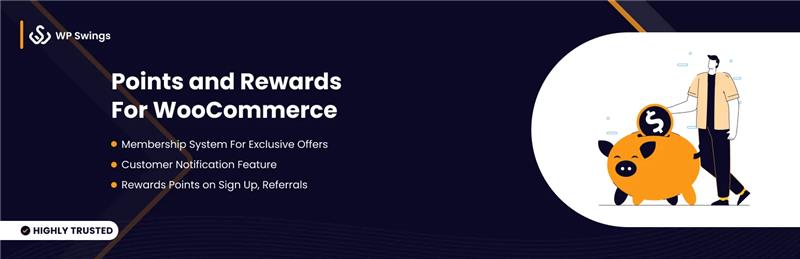 WP Swings
Points and Rewards
For WooCommerce
Membership System For Exclusive Offers
Customer Notification Feature
Rewards Points on Sign Up, Referrals
HIGHLY TRUSTED